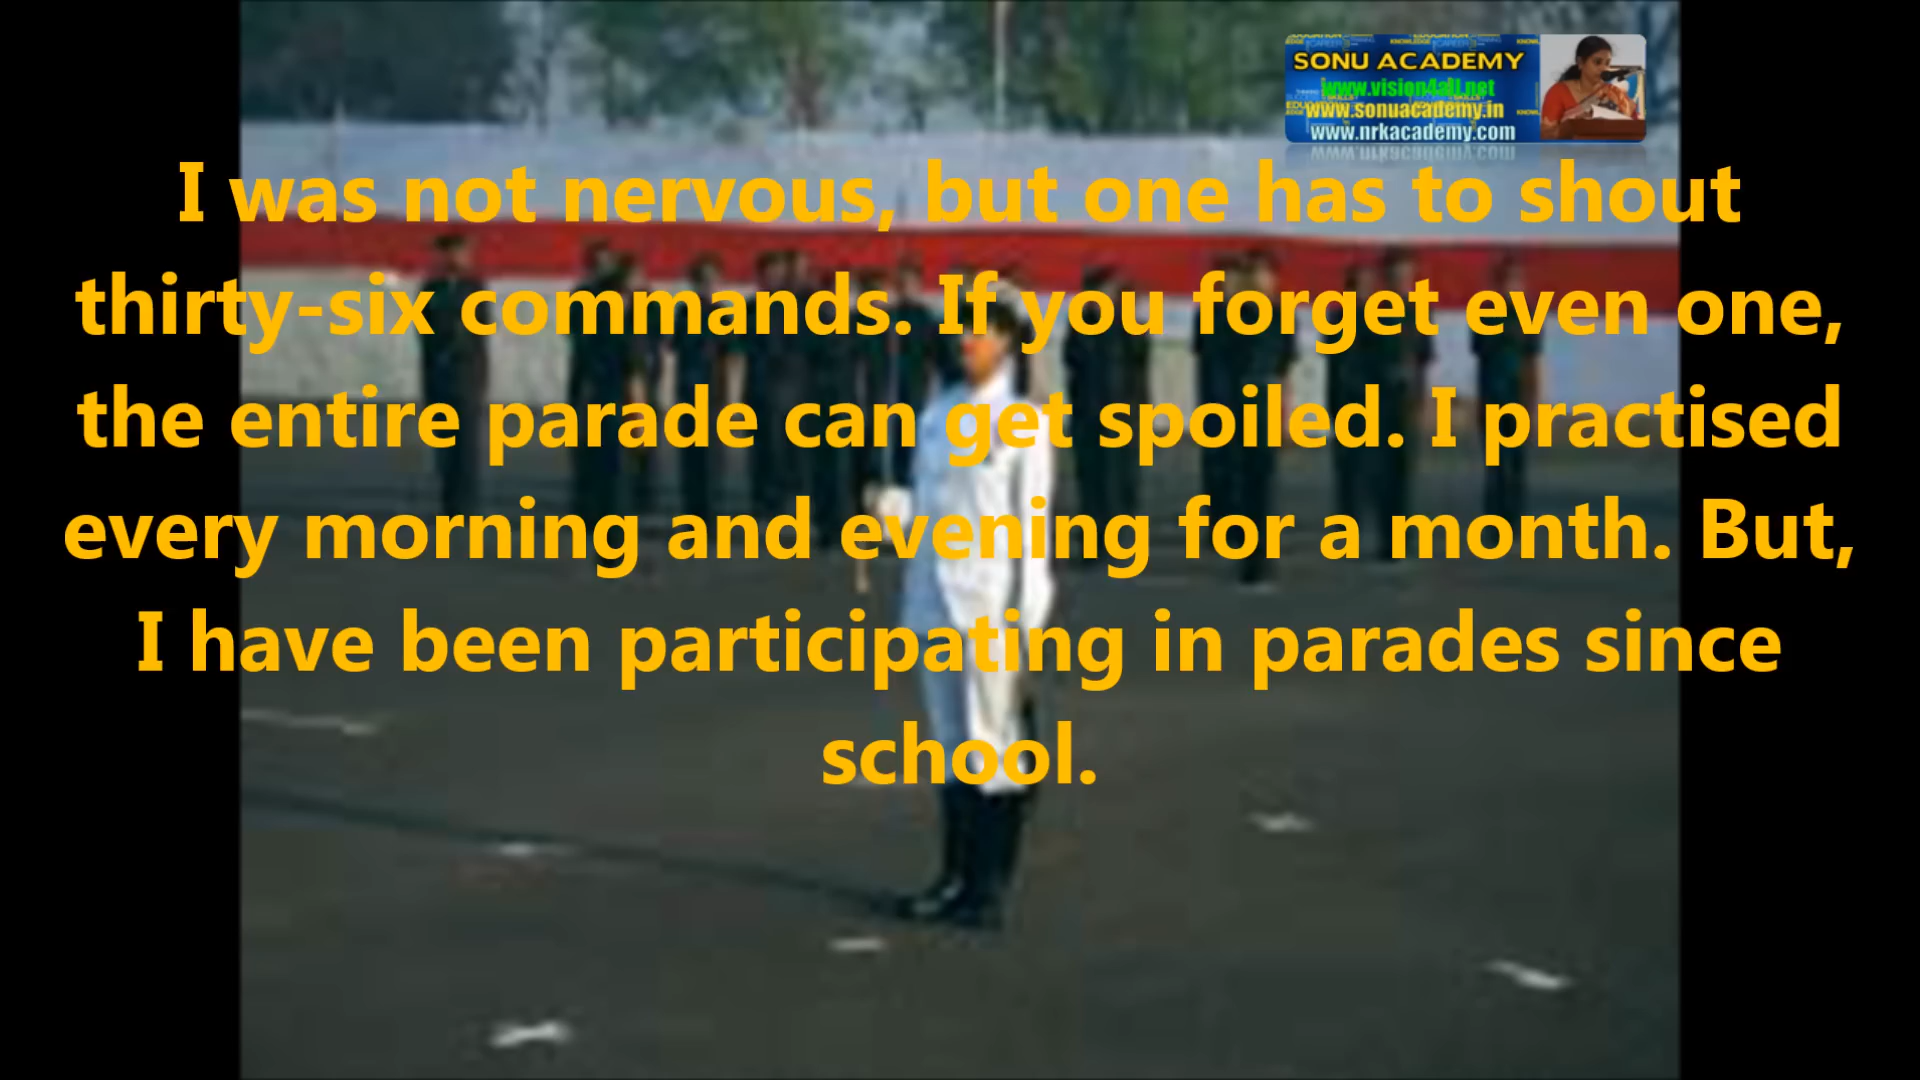 SONU ACADEMY
www.vision4all.net
www.sonuacademy.in
www.nrkacademy.com
I was not nervous, but one has to shout
thirty-six commands. If you forget even one,
the entire parade can get spoiled. I practised
every morning and evening for a month. But,
I have been participating in parades since
school.